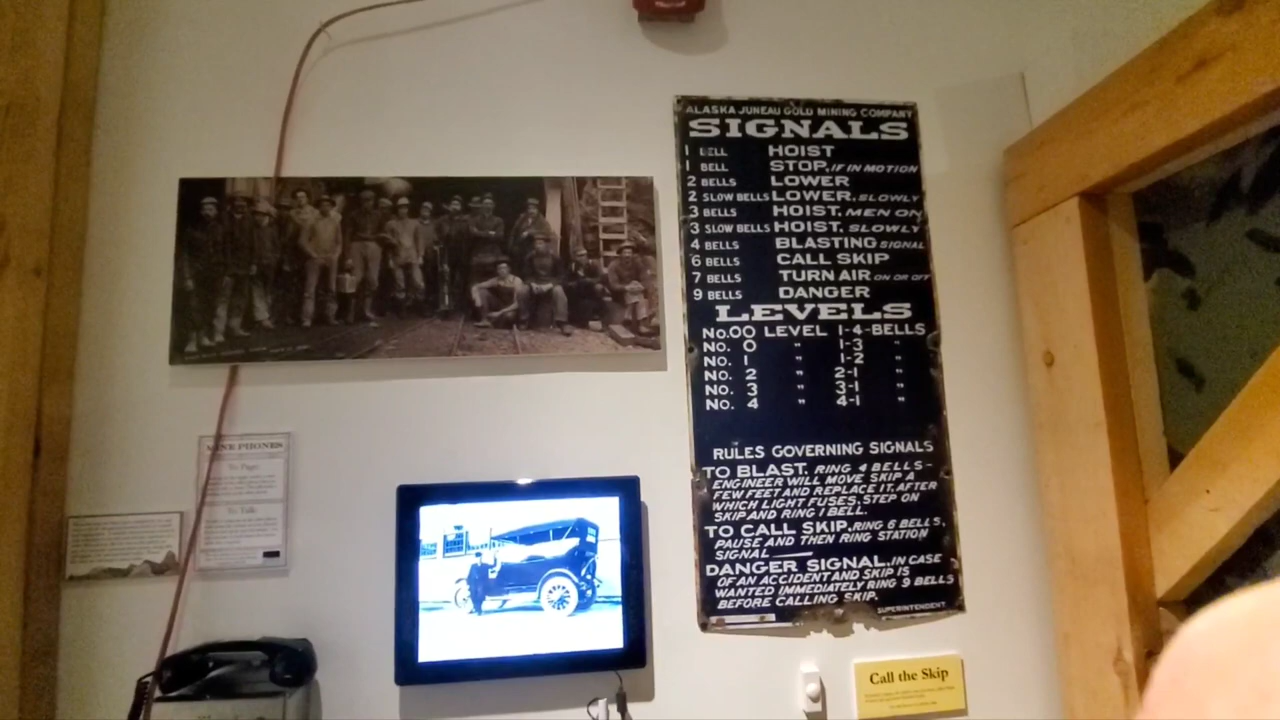 ALASKA JUNEAU GOLD MINING COMPANY
SIGNALS
1 BELL HOIST
1 BELL STOP, IF IN MOTION
2 BELLS LOWER
2 SLOW BELLS LOWER, SLOWLY
3 BELLS HOIST, MEN ON
3 SLOW BELLS HOIST, SLOWLY
4 BELLS BLASTING SIGNAL
6 BELLS CALL SKIP
7 BELLS TURN AIR ON OR OFF
9 BELLS DANGER
LEVELS
No. 00 LEVEL 1-4-BELLS
No. 0 " 1-3 "
No. 1 " 1-2 "
No. 2 " 2-1 "
No. 3 " 3-1 "
No. 4 " 4-1 "
RULES GOVERNING SIGNALS
TO BLAST, RING 4 BELLS-
ENGINEER WILL MOVE SKIP A
FEW FEET AND REPLACE IT, AFTER
WHICH LIGHT FUSES, STEP ON
SKIP AND RING 1 BELL.
TO CALL SKIP, RING 6 BELLS,
PAUSE AND THEN RING STATION
SIGNAL
DANGER SIGNAL, IN CASE
OF AN ACCIDENT AND SKIP IS
WANTED IMMEDIATELY RING 9 BELLS
BEFORE CALLING SKIP.
SUPERINTENDENT
MINE PHONES
To Page:
To Talk:
Call the Skip